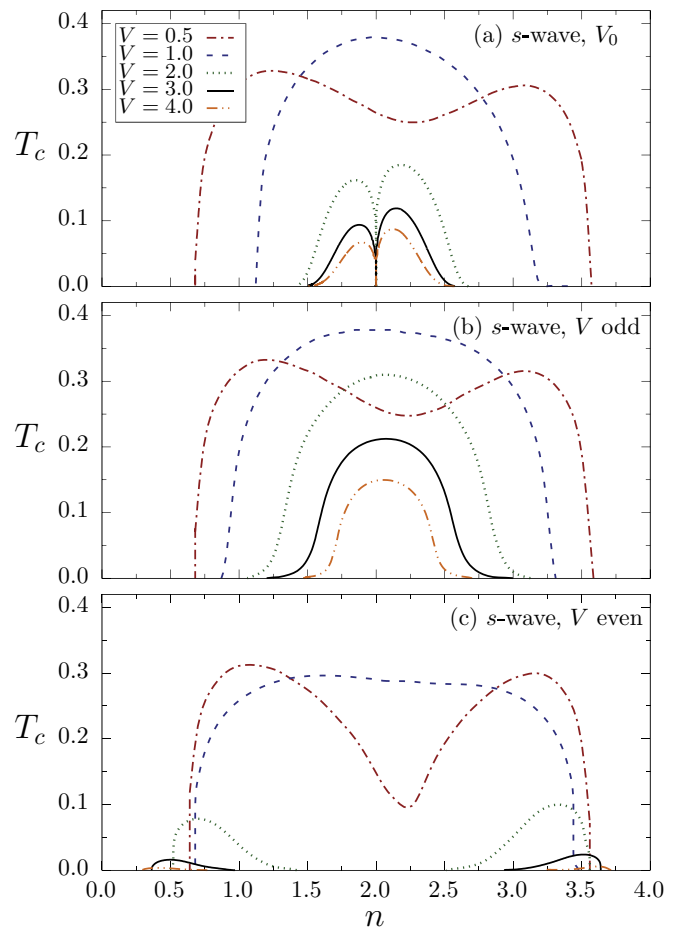 0.4
V = 0.5
V = 1.0
V = 2.0
V = 3.0
V = 4.0
(a) s-wave, V₀
0.3
T_c
0.2
0.1
0.0
0.4
(b) s-wave, V odd
0.3
T_c
0.2
0.1
0.0
0.4
(c) s-wave, V even
0.3
T_c
0.2
0.1
0.0
0.0 0.5 1.0 1.5 2.0 2.5 3.0 3.5 4.0
n